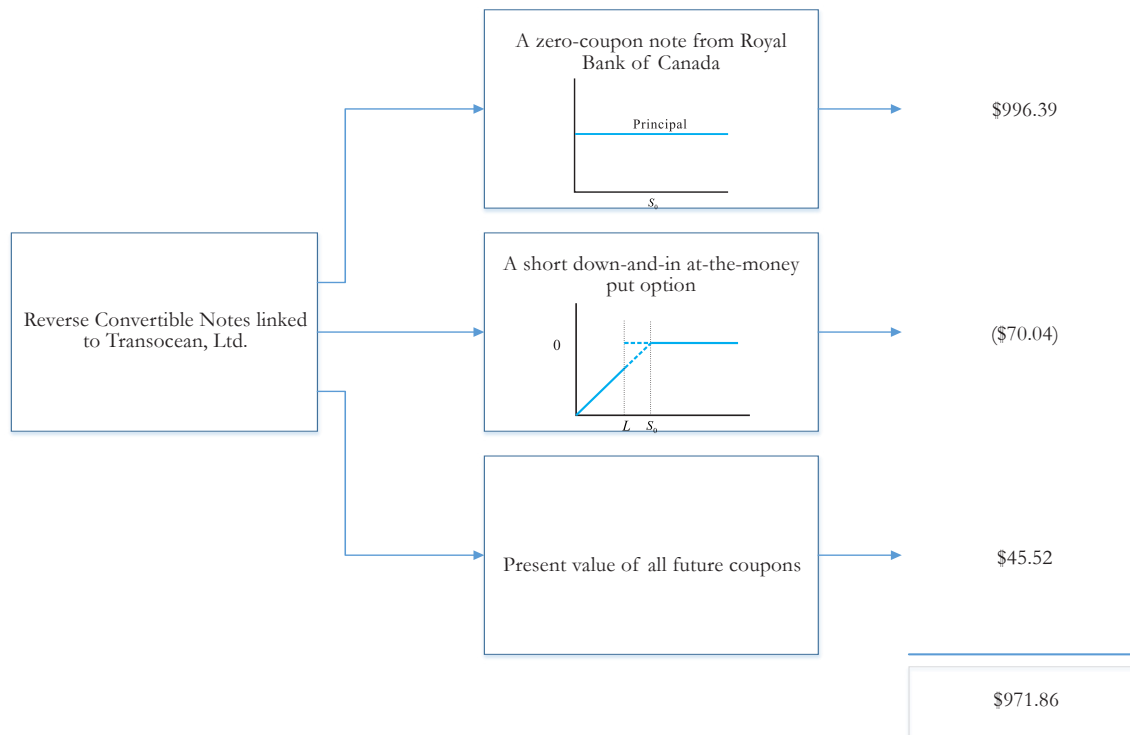 A zero-coupon note from Royal
Bank of Canada
Principal
S₀
$996.39
Reverse Convertible Notes linked
to Transocean, Ltd.
A short down-and-in at-the-money
put option
0
L S₀
($70.04)
Present value of all future coupons
$45.52
$971.86